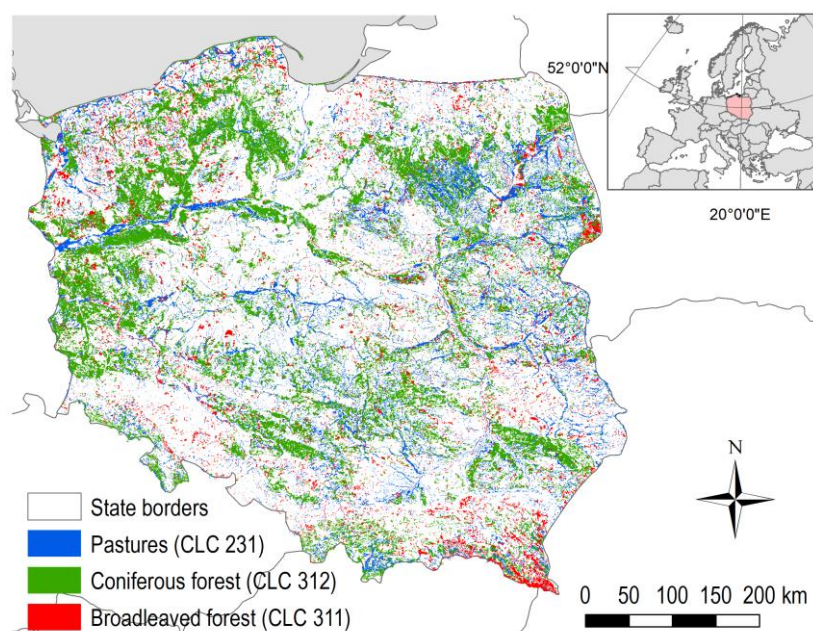 52°0'0"N
20°0'0"E
State borders
Pastures (CLC 231)
Coniferous forest (CLC 312)
Broadleaved forest (CLC 311)
N
0 50 100 150 200 km